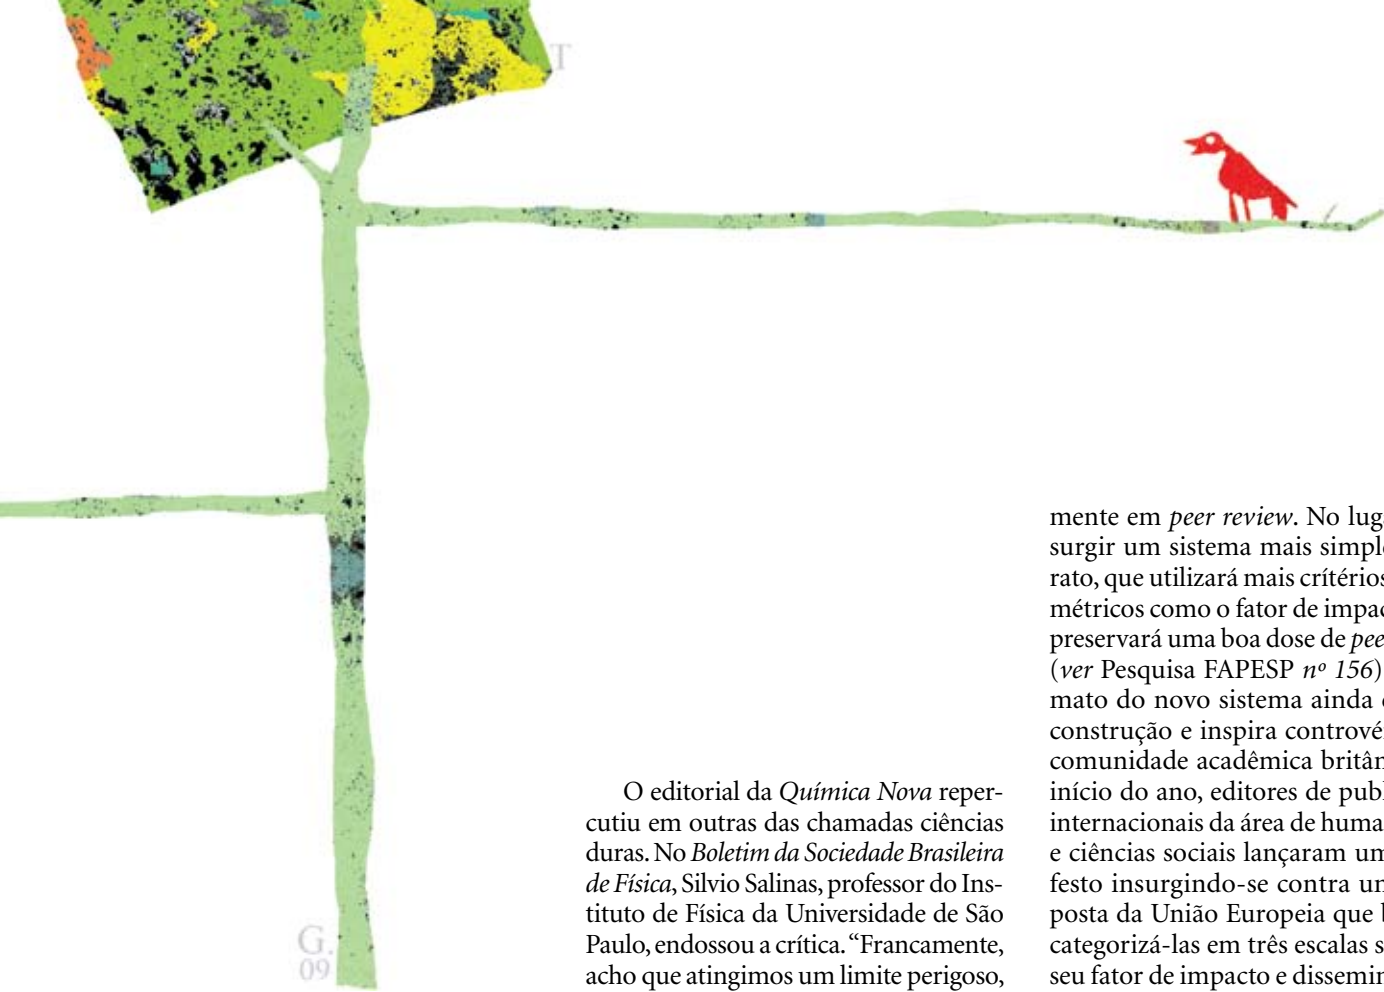 T
G.
09
O editorial da Química Nova reper-
cutiu em outras das chamadas ciências
duras. No Boletim da Sociedade Brasileira
de Física, Silvio Salinas, professor do Ins-
tituto de Física da Universidade de São
Paulo, endossou a crítica. “Francamente,
acho que atingimos um limite perigoso,
mente em peer review. No lug
surgir um sistema mais simpl
rato, que utilizará mais crítérios
métricos como o fator de impac
preservará uma boa dose de pee
(ver Pesquisa FAPESP nº 156)
mato do novo sistema ainda
construção e inspira contrové
comunidade acadêmica britân
início do ano, editores de publ
internacionais da área de huma
e ciências sociais lançaram um
festo insurgindo-se contra un
posta da União Europeia que
categorizá-las em três escalas s
seu fator de impacto e dissemin